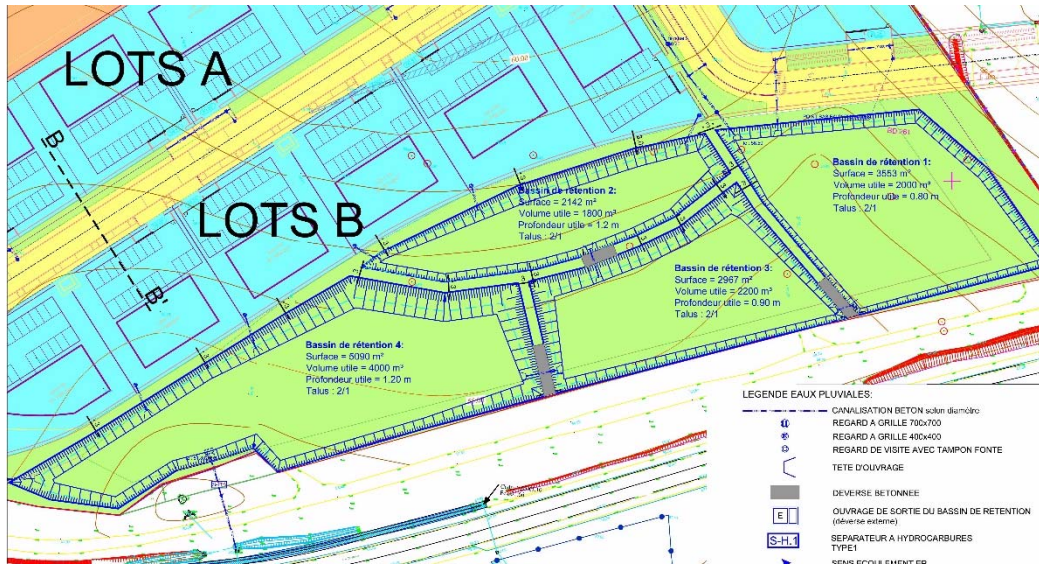 LOTS A
B
B'
LOTS B
Bassin de rétention 2:
Surface = 2142 m²
Volume utile = 1800 m³
Profondeur utile = 1.2 m
Talus : 2/1
Bassin de rétention 1:
Surface = 3553 m²
Volume utile = 2000 m³
Profondeur utile = 0.80 m
Talus : 2/1
Bassin de rétention 3:
Surface = 2967 m²
Volume utile = 2200 m³
Profondeur utile = 0.90 m
Talus : 2/1
Bassin de rétention 4:
Surface = 5090 m²
Volume utile = 4000 m³
Profondeur utile = 1.20 m
Talus : 2/1
LEGENDE EAUX PLUVIALES:
CANALISATION BETON selon diamètre
REGARD A GRILLE 700x700
REGARD A GRILLE 400x400
REGARD DE VISITE AVEC TAMPON FONTE
TETE D'OUVRAGE
DEVERSE BETONNEE
E OUVRAGE DE SORTIE DU BASSIN DE RETENTION
(déverse externe)
S-H.1 SEPARATEUR A HYDROCARBURES
TYPE1
SENS ECOULEMENT EP